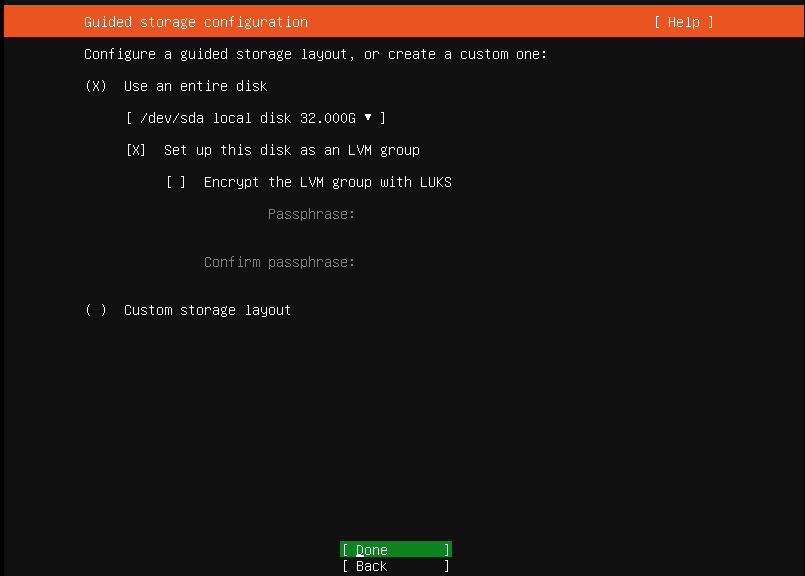 Guided storage configuration [ Help ]
Configure a guided storage layout, or create a custom one:
(X) Use an entire disk
[ /dev/sda local disk 32.000G ▾ ]
[X] Set up this disk as an LVM group
[ ] Encrypt the LVM group with LUKS
Passphrase:
Confirm passphrase:
( ) Custom storage layout
[ Done ]
[ Back ]